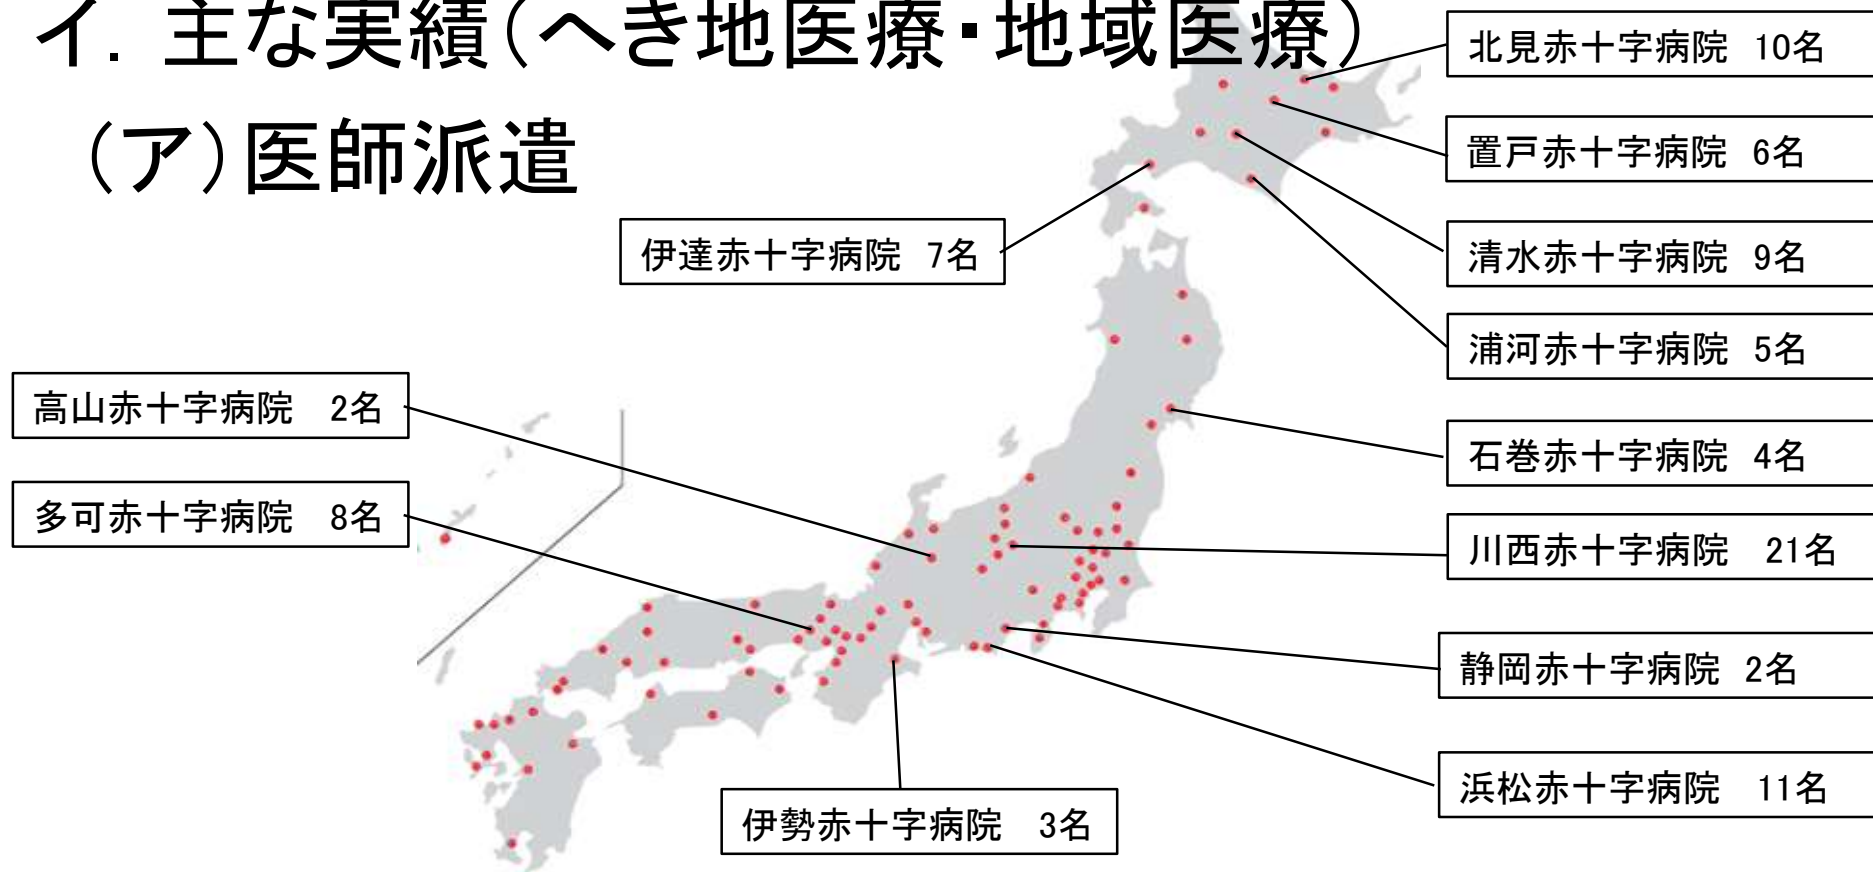 イ．主な実績（へき地医療・地域医療）
（ア）医師派遣
北見赤十字病院　10名
置戸赤十字病院　6名
伊達赤十字病院　7名
清水赤十字病院　9名
浦河赤十字病院　5名
高山赤十字病院　2名
石巻赤十字病院　4名
多可赤十字病院　8名
川西赤十字病院　21名
静岡赤十字病院　2名
浜松赤十字病院　11名
伊勢赤十字病院　3名